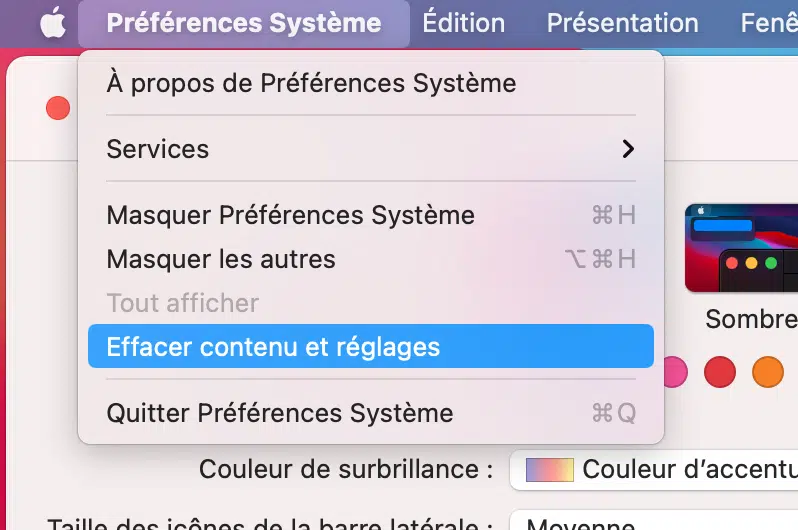 Préférences Système Édition Présentation Fenê
À propos de Préférences Système
Services
Masquer Préférences Système ⌘H
Masquer les autres ⌥⌘H
Tout afficher
Effacer contenu et réglages
Quitter Préférences Système ⌘Q
Sombre
Couleur de surbrillance : Couleur d’accentu
Taille des icônes de la barre latérale : Moyenne